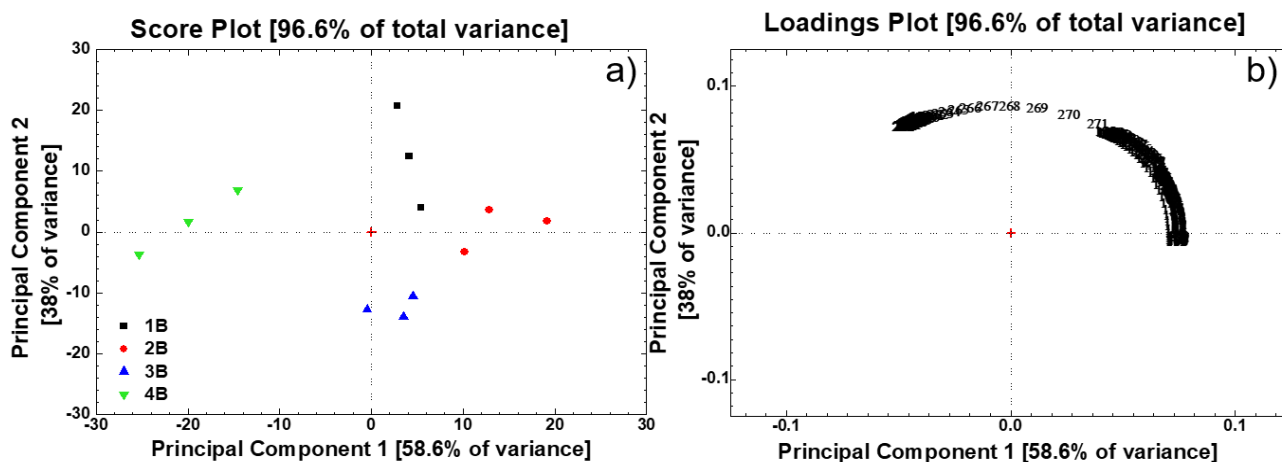 Score Plot [96.6% of total variance]
a)
30
20
10
0
-10
-20
-30
Principal Component 2
[38% of variance]
1B
2B
3B
4B
-30
-20
-10
0
10
20
30
Principal Component 1 [58.6% of variance]
Loadings Plot [96.6% of total variance]
b)
0.1
0.0
-0.1
Principal Component 2
[38% of variance]
266 267 268 269 270 271
-0.1
0.0
0.1
Principal Component 1 [58.6% of variance]